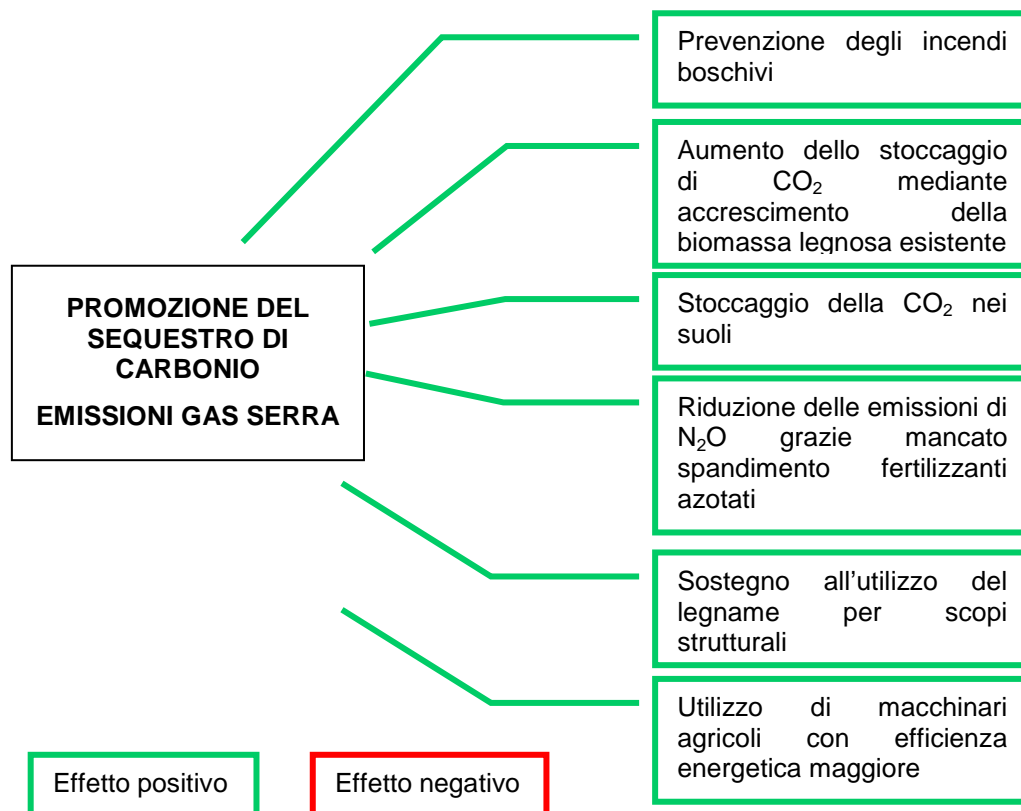 Prevenzione degli incendi
boschivi
Aumento dello stoccaggio
di CO₂ mediante
accrescimento della
biomassa legnosa esistente
PROMOZIONE DEL
SEQUESTRO DI
CARBONIO
EMISSIONI GAS SERRA
Stoccaggio della CO₂ nei
suoli
Riduzione delle emissioni di
N₂O grazie mancato
spandimento fertilizzanti
azotati
Sostegno all'utilizzo del
legname per scopi
strutturali
Utilizzo di macchinari
agricoli con efficienza
energetica maggiore
Effetto positivo
Effetto negativo